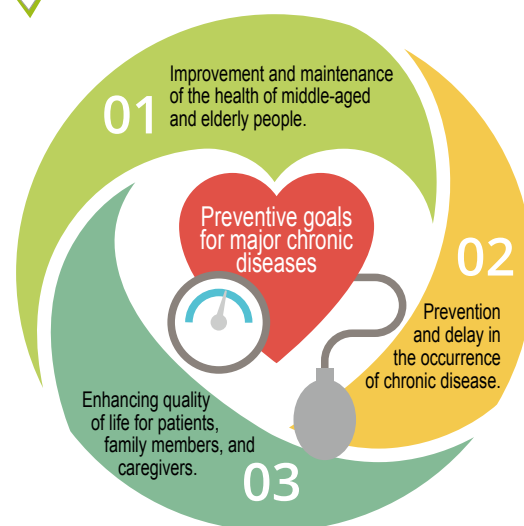 01
Improvement and maintenance
of the health of middle-aged
and elderly people.
Preventive goals
for major chronic
diseases
02
Prevention
and delay in
the occurrence
of chronic disease.
Enhancing quality
of life for patients,
family members, and
caregivers.
03